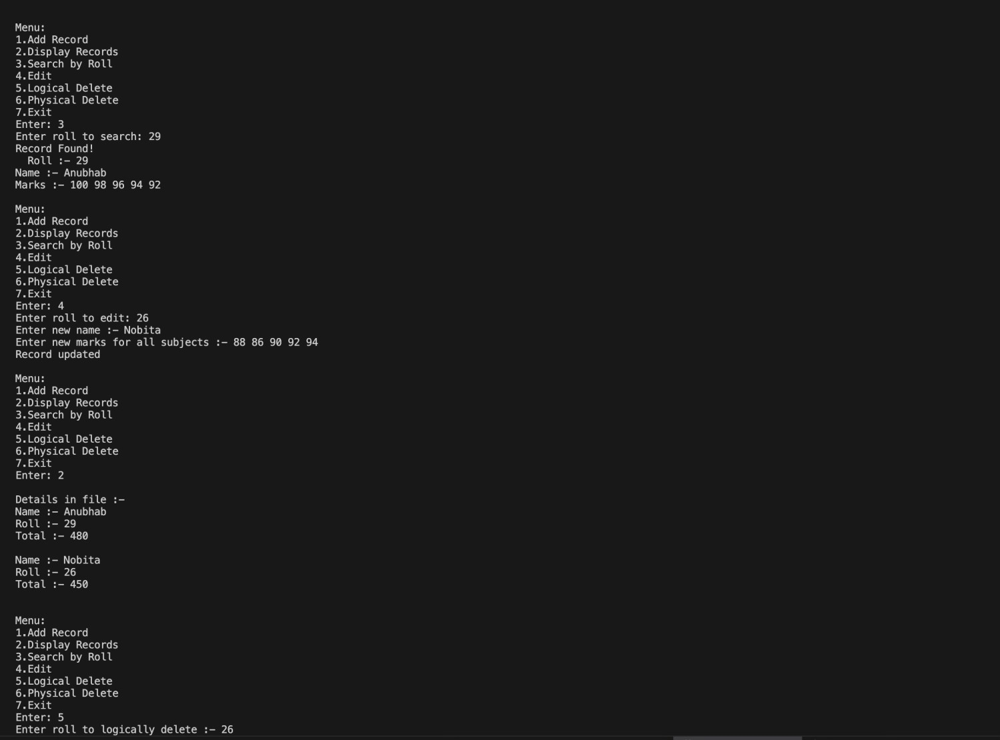 Menu:
1.Add Record
2.Display Records
3.Search by Roll
4.Edit
5.Logical Delete
6.Physical Delete
7.Exit
Enter: 3
Enter roll to search: 29
Record Found!
  Roll :- 29
Name :- Anubhab
Marks :- 100 98 96 94 92

Menu:
1.Add Record
2.Display Records
3.Search by Roll
4.Edit
5.Logical Delete
6.Physical Delete
7.Exit
Enter: 4
Enter roll to edit: 26
Enter new name :- Nobita
Enter new marks for all subjects :- 88 86 90 92 94
Record updated

Menu:
1.Add Record
2.Display Records
3.Search by Roll
4.Edit
5.Logical Delete
6.Physical Delete
7.Exit
Enter: 2

Details in file :-
Name :- Anubhab
Roll :- 29
Total :- 480

Name :- Nobita
Roll :- 26
Total :- 450


Menu:
1.Add Record
2.Display Records
3.Search by Roll
4.Edit
5.Logical Delete
6.Physical Delete
7.Exit
Enter: 5
Enter roll to logically delete :- 26